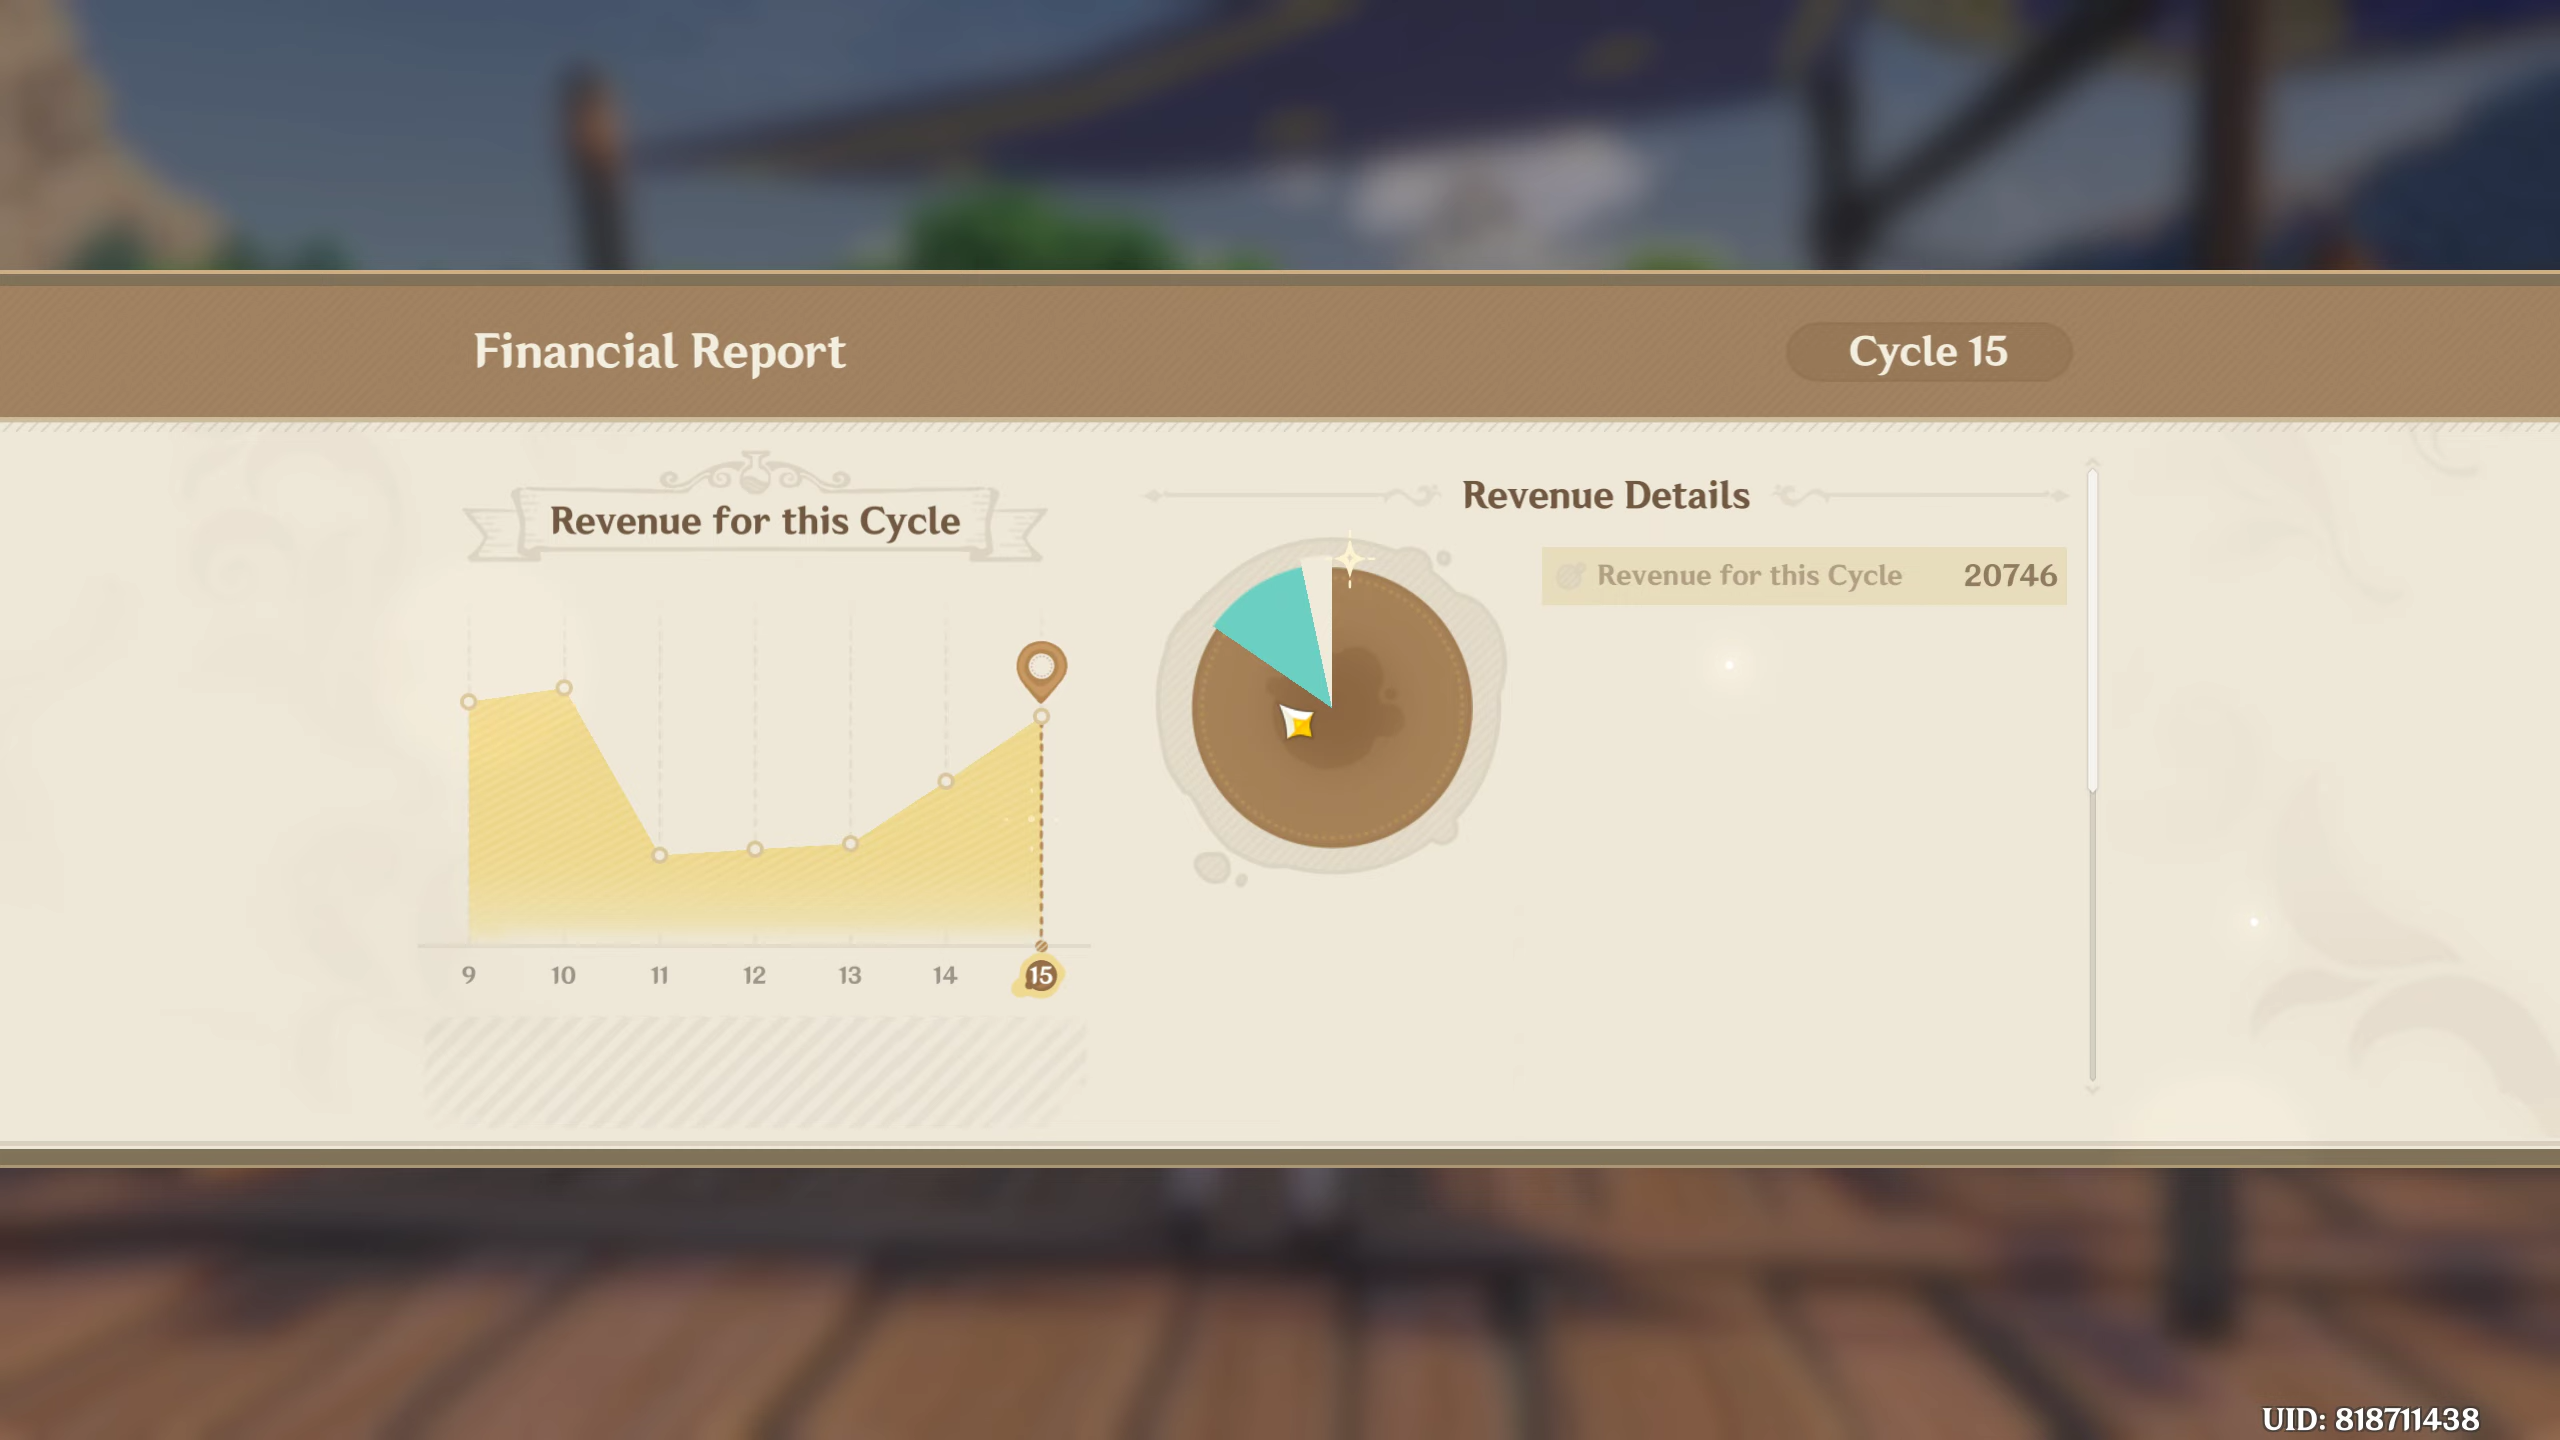 Financial Report
Cycle 15
Revenue for this Cycle
Revenue Details
Revenue for this Cycle 20746
9 10 11 12 13 14 15
UID: 818711438